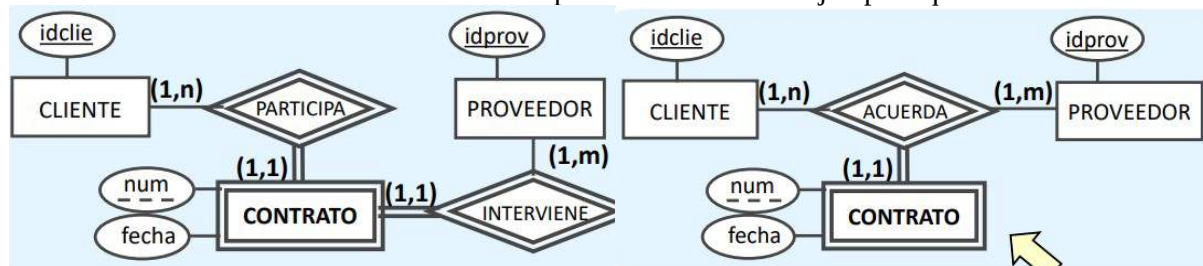 idclie
idprov
CLIENTE
(1,n)
PARTICIPA
PROVEEDOR
(1,m)
(1,1)
num
fecha
CONTRATO
(1,1)
INTERVIENE
idclie
idprov
CLIENTE
(1,n)
ACUERDA
(1,m)
PROVEEDOR
(1,1)
num
fecha
CONTRATO